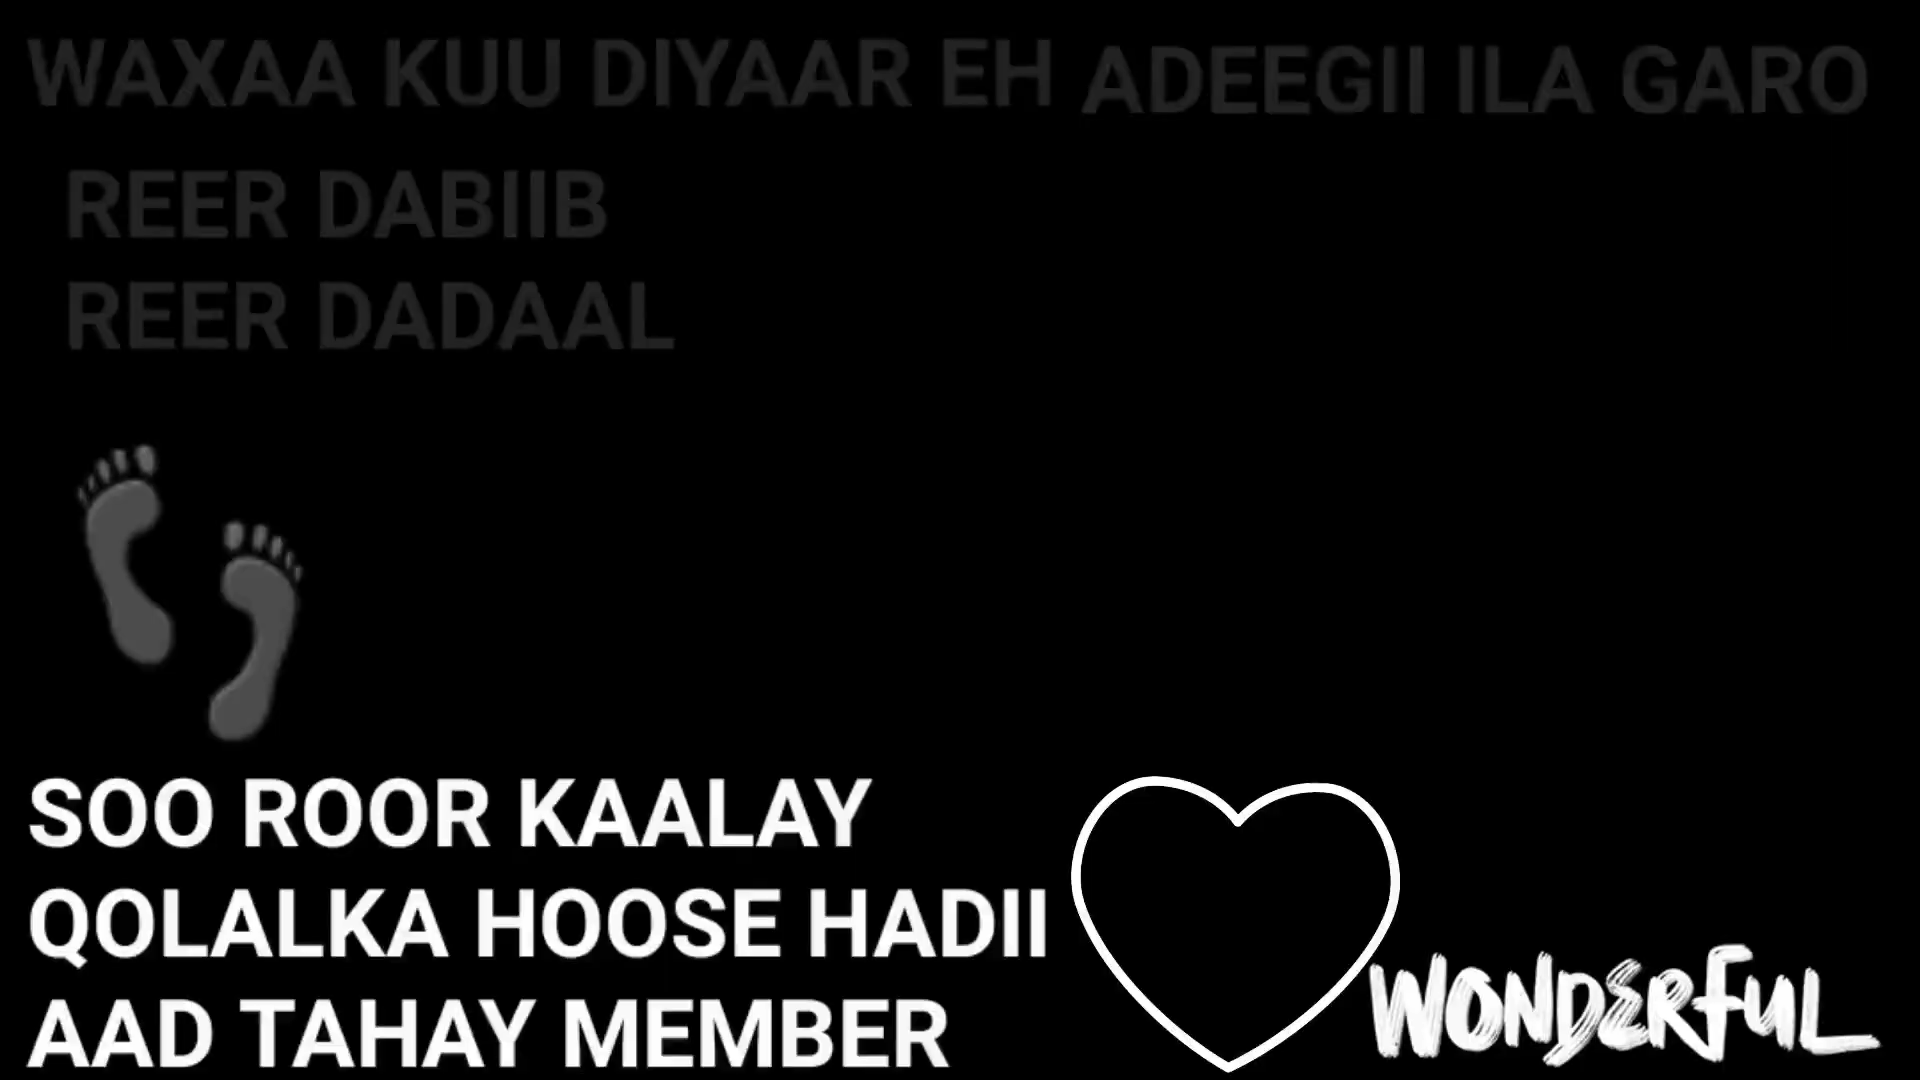 WAXAA KUU DIYAAR EH ADEEGII ILA GARO
REER DABIIB
REER DADAAL
SOO ROOR KAALAY
QOLALKA HOOSE HADII
AAD TAHAY MEMBER
WONDERFUL